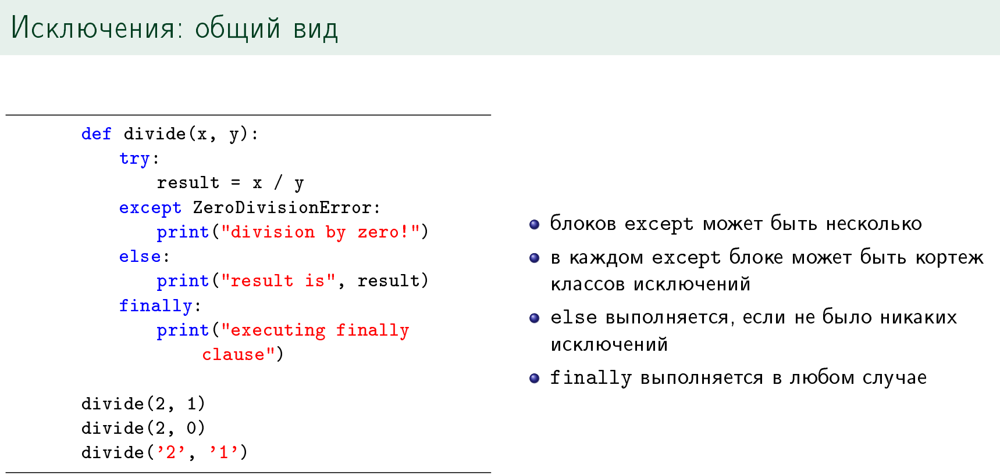 Исключения: общий вид
def divide(x, y):
try:
result = x / y
except ZeroDivisionError:
print("division by zero!")
else:
print("result is", result)
finally:
print("executing finally
clause")
divide(2, 1)
divide(2, 0)
divide('2', '1')
блоков except может быть несколько
в каждом except блоке может быть кортеж
классов исключений
else выполняется, если не было никаких
исключений
finally выполняется в любом случае